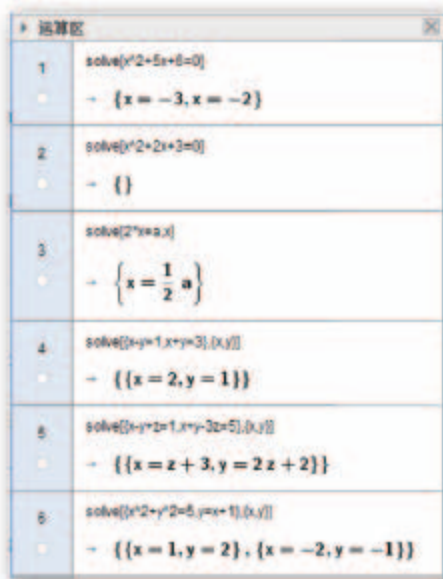 运算区
1
solve[x^2+5x+6=0]
→ {x = −3, x = −2}
2
solve[x^2+2x+3=0]
→ {}
3
solve[2*x=a,x]
→ {x = 1/2 a}
4
solve[{x-y=1,x+y=3},{x,y}]
→ {{x = 2, y = 1}}
5
solve[{x-y+z=1,x+y-3z=5},{x,y}]
→ {{x = z + 3, y = 2 z + 2}}
6
solve[{x^2+y^2=5,y=x+1},{x,y}]
→ {{x = 1, y = 2} , {x = −2, y = −1}}